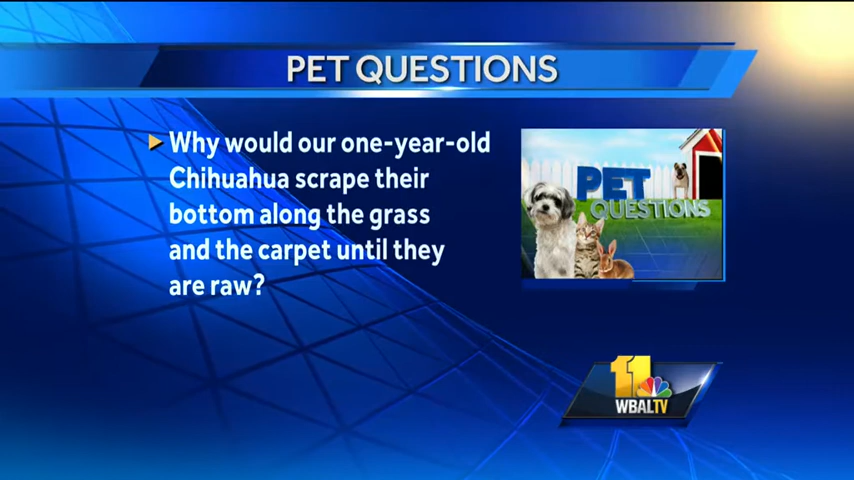 PET QUESTIONS
Why would our one-year-old
Chihuahua scrape their
bottom along the grass
and the carpet until they
are raw?
PET
QUESTIONS
11
WBALTV